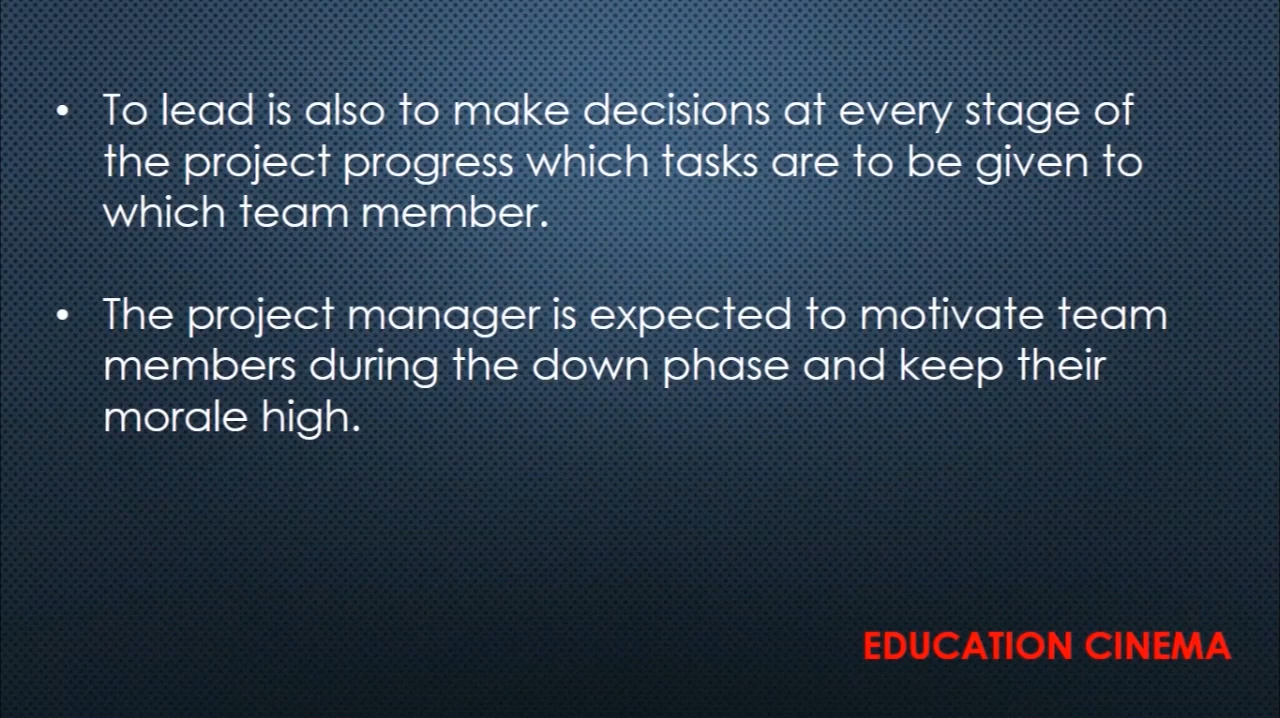 • To lead is also to make decisions at every stage of
the project progress which tasks are to be given to
which team member.
• The project manager is expected to motivate team
members during the down phase and keep their
morale high.
EDUCATION CINEMA